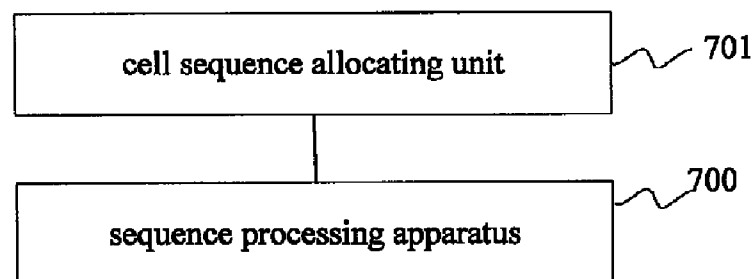 cell sequence allocating unit
701
700
sequence processing apparatus